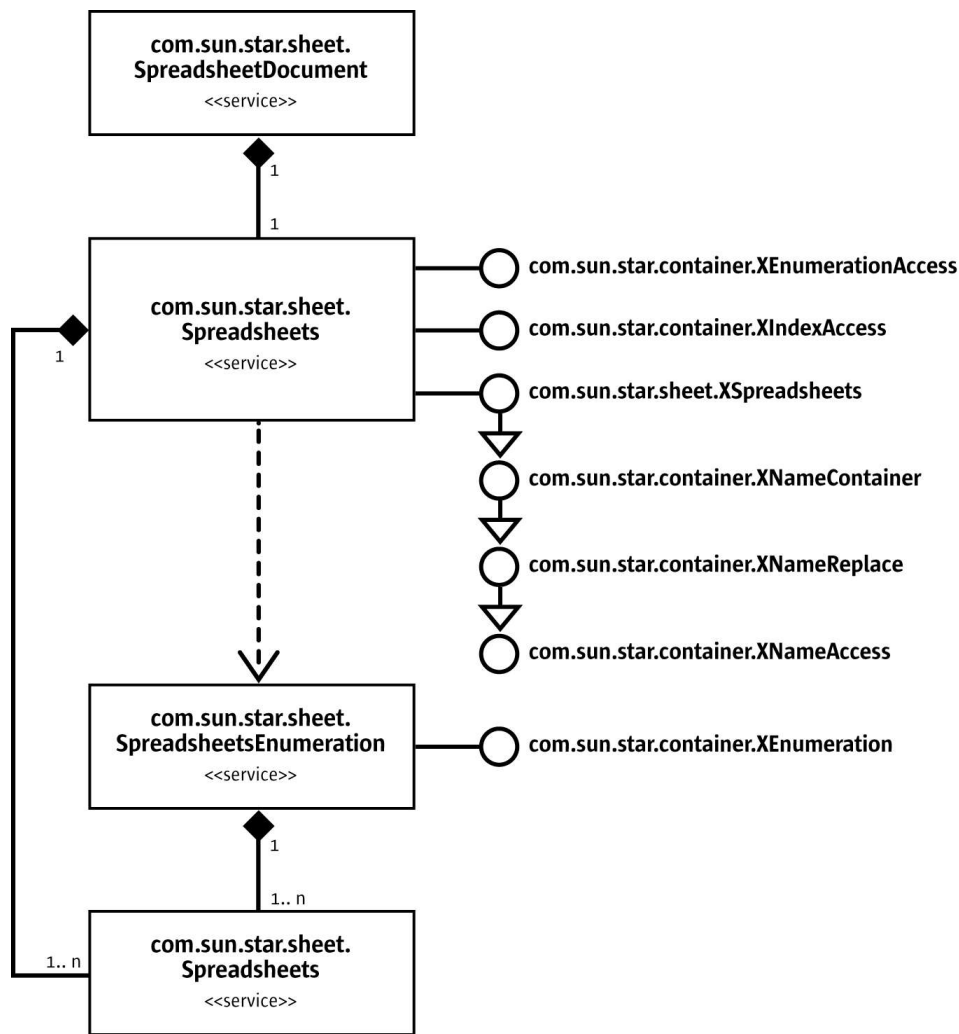 com.sun.star.sheet.
SpreadsheetDocument
<<service>>
1
1
com.sun.star.sheet.
Spreadsheets
<<service>>
1
com.sun.star.container.XEnumerationAccess
com.sun.star.container.XIndexAccess
com.sun.star.sheet.XSpreadsheets
com.sun.star.container.XNameContainer
com.sun.star.container.XNameReplace
com.sun.star.container.XNameAccess
com.sun.star.sheet.
SpreadsheetsEnumeration
<<service>>
com.sun.star.container.XEnumeration
1
1.. n
1.. n
com.sun.star.sheet.
Spreadsheets
<<service>>